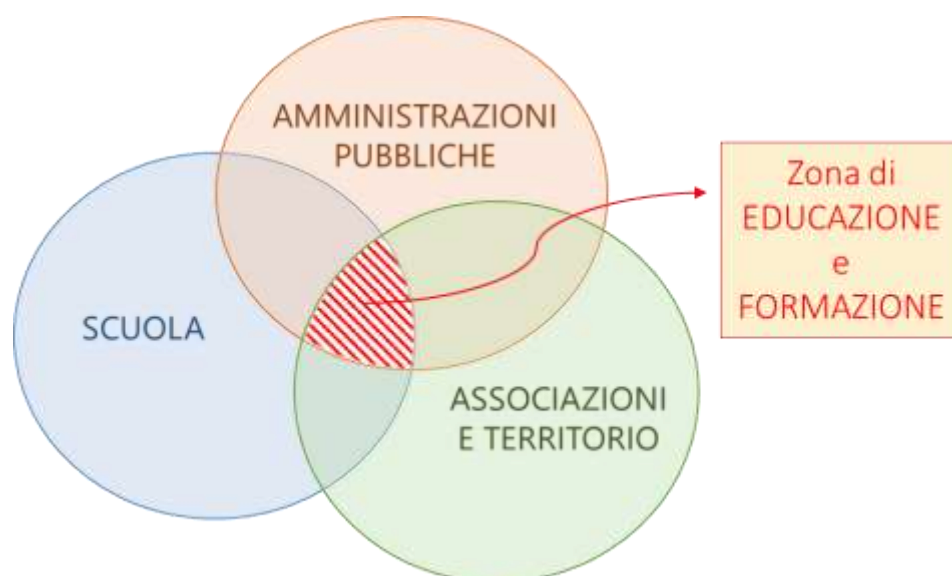 AMMINISTRAZIONI
PUBBLICHE
SCUOLA
ASSOCIAZIONI
E TERRITORIO
Zona di
EDUCAZIONE
e
FORMAZIONE